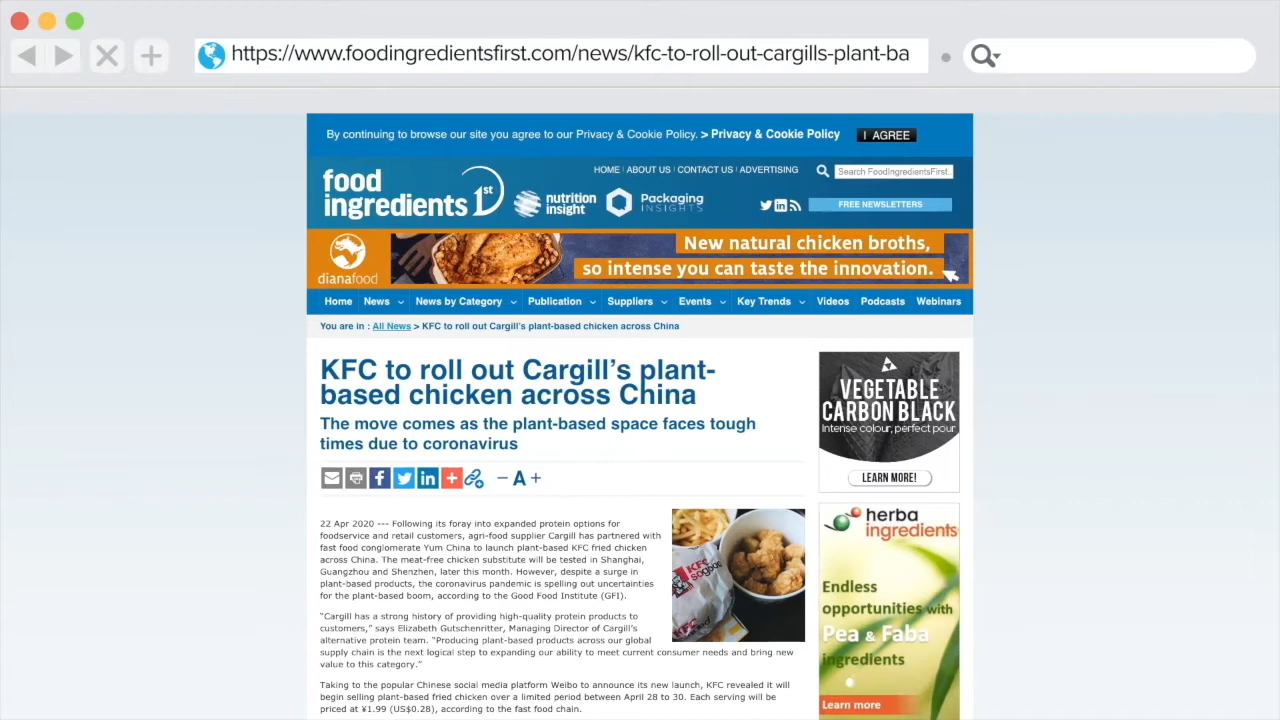 https://www.foodingredientsfirst.com/news/kfc-to-roll-out-cargills-plant-ba
By continuing to browse our site you agree to our Privacy & Cookie Policy. > Privacy & Cookie Policy I AGREE
HOME | ABOUT US | CONTACT US | ADVERTISING
Search FoodIngredientsFirst..
food
ingredients 1st
nutrition
insight
Packaging
INSIGHTS
FREE NEWSLETTERS
dianafood
New natural chicken broths,
so intense you can taste the innovation.
Home News News by Category Publication Suppliers Events Key Trends Videos Podcasts Webinars
You are in : All News > KFC to roll out Cargill's plant-based chicken across China
KFC to roll out Cargill's plant-
based chicken across China
The move comes as the plant-based space faces tough
times due to coronavirus
− A +
22 Apr 2020 --- Following its foray into expanded protein options for
foodservice and retail customers, agri-food supplier Cargill has partnered with
fast food conglomerate Yum China to launch plant-based KFC fried chicken
across China. The meat-free chicken substitute will be tested in Shanghai,
Guangzhou and Shenzhen, later this month. However, despite a surge in
plant-based products, the coronavirus pandemic is spelling out uncertainties
for the plant-based boom, according to the Good Food Institute (GFI).
"Cargill has a strong history of providing high-quality protein products to
customers," says Elizabeth Gutschenritter, Managing Director of Cargill's
alternative protein team. "Producing plant-based products across our global
supply chain is the next logical step to expanding our ability to meet current consumer needs and bring new
value to this category."
Taking to the popular Chinese social media platform Weibo to announce its new launch, KFC revealed it will
begin selling plant-based fried chicken over a limited period between April 28 to 30. Each serving will be
priced at ¥1.99 (US$0.28), according to the fast food chain.
KFC
KFC
VEGETABLE
CARBON BLACK
Intense colour, perfect pour
LEARN MORE!
herba
ingredients
Endless
opportunities with
Pea & Faba
ingredients
Learn more